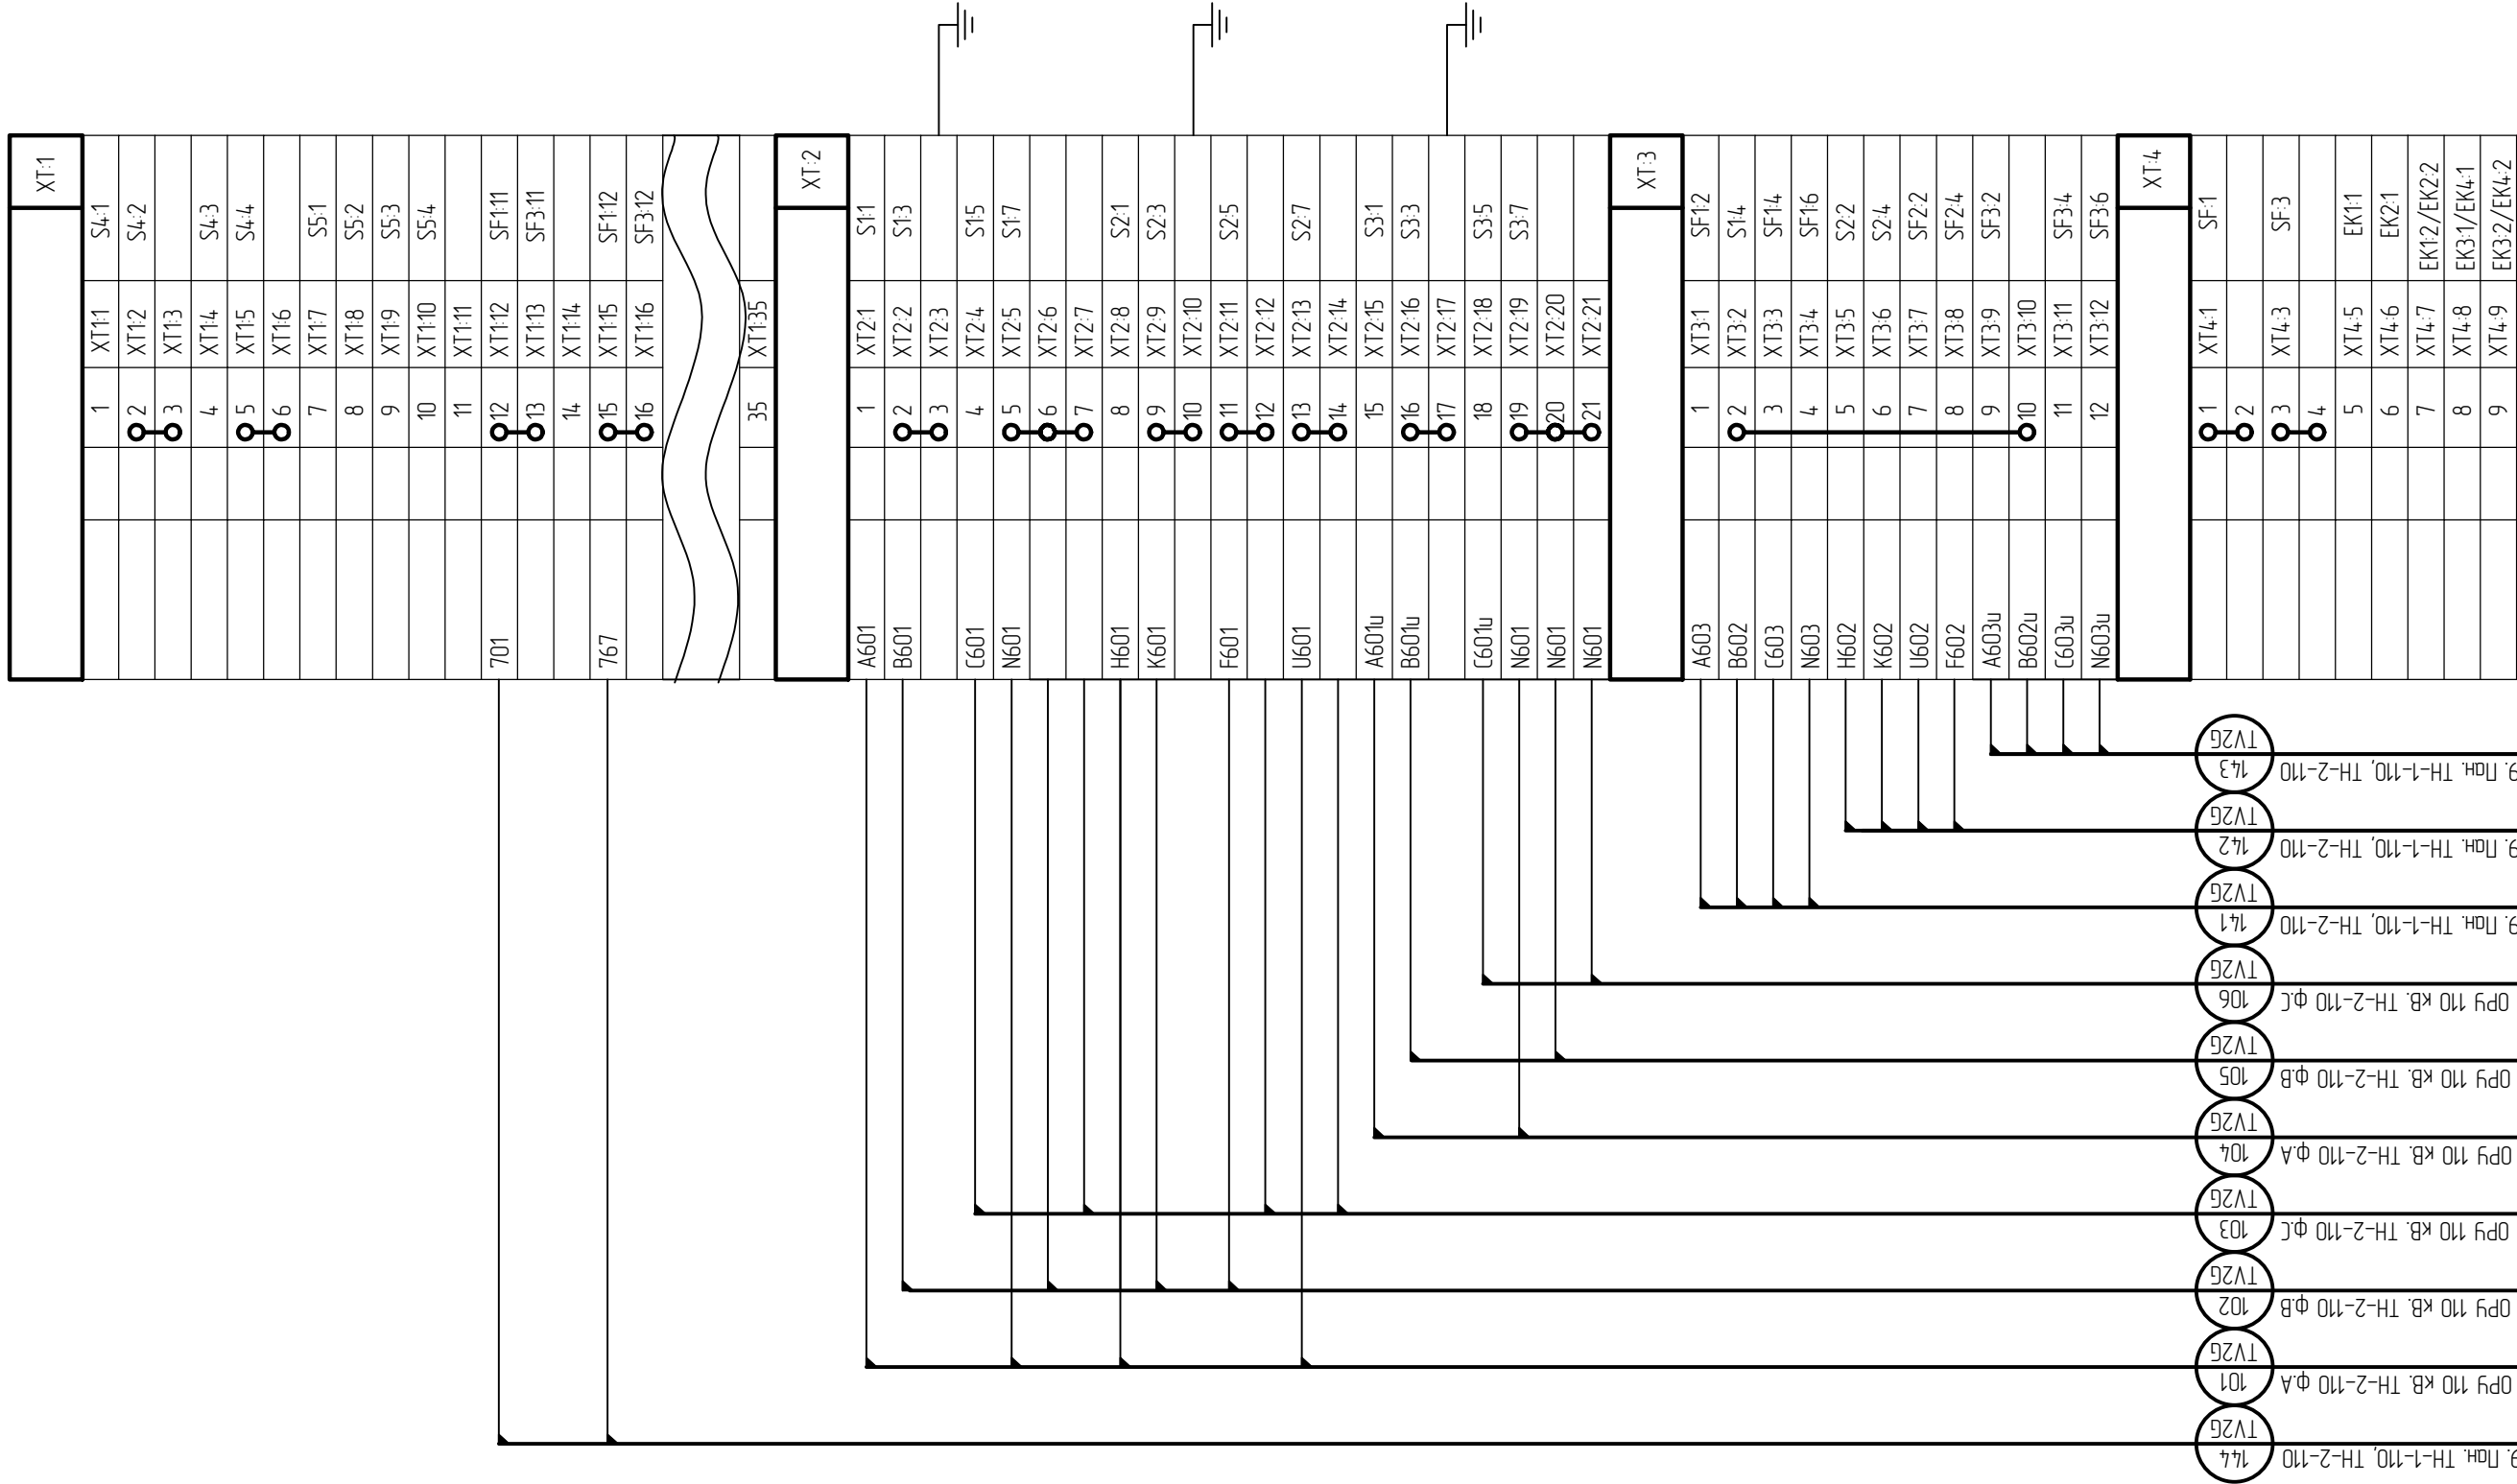 XT:1
1 XT1:1 S4:1
2 XT1:2 S4:2
3 XT1:3
4 XT1:4 S4:3
5 XT1:5 S4:4
6 XT1:6
7 XT1:7 S5:1
8 XT1:8 S5:2
9 XT1:9 S5:3
10 XT1:10 S5:4
11 XT1:11
701 12 XT1:12 SF1:11
13 XT1:13 SF3:11
14 XT1:14
767 15 XT1:15 SF1:12
16 XT1:16 SF3:12
35 XT1:35
XT:2
A601 1 XT2:1 S1:1
B601 2 XT2:2 S1:3
3 XT2:3
C601 4 XT2:4 S1:5
N601 5 XT2:5 S1:7
6 XT2:6
7 XT2:7
H601 8 XT2:8 S2:1
K601 9 XT2:9 S2:3
10 XT2:10
F601 11 XT2:11 S2:5
12 XT2:12
U601 13 XT2:13 S2:7
14 XT2:14
A601и 15 XT2:15 S3:1
B601и 16 XT2:16 S3:3
17 XT2:17
C601и 18 XT2:18 S3:5
N601 19 XT2:19 S3:7
N601 20 XT2:20
N601 21 XT2:21
XT:3
A603 1 XT3:1 SF1:2
B602 2 XT3:2 S1:4
C603 3 XT3:3 SF1:4
N603 4 XT3:4 SF1:6
H602 5 XT3:5 S2:2
K602 6 XT3:6 S2:4
U602 7 XT3:7 SF2:2
F602 8 XT3:8 SF2:4
A603и 9 XT3:9 SF3:2
B602и 10 XT3:10
C603и 11 XT3:11 SF3:4
N603и 12 XT3:12 SF3:6
XT:4
1 XT4:1 SF:1
2
3 XT4:3 SF:3
4
5 XT4:5 EK1:1
6 XT4:6 EK2:1
7 XT4:7 EK1:2/EK2:2
8 XT4:8 EK3:1/EK4:1
9 XT4:9 EK3:2/EK4:2
TV2G
143 9. Пан. ТН-1-110, ТН-2-110
TV2G
142 9. Пан. ТН-1-110, ТН-2-110
TV2G
141 9. Пан. ТН-1-110, ТН-2-110
TV2G
106 ОРУ 110 кВ. ТН-2-110 ф.С
TV2G
105 ОРУ 110 кВ. ТН-2-110 ф.В
TV2G
104 ОРУ 110 кВ. ТН-2-110 ф.А
TV2G
103 ОРУ 110 кВ. ТН-2-110 ф.С
TV2G
102 ОРУ 110 кВ. ТН-2-110 ф.В
TV2G
101 ОРУ 110 кВ. ТН-2-110 ф.А
TV2G
144 9. Пан. ТН-1-110, ТН-2-110